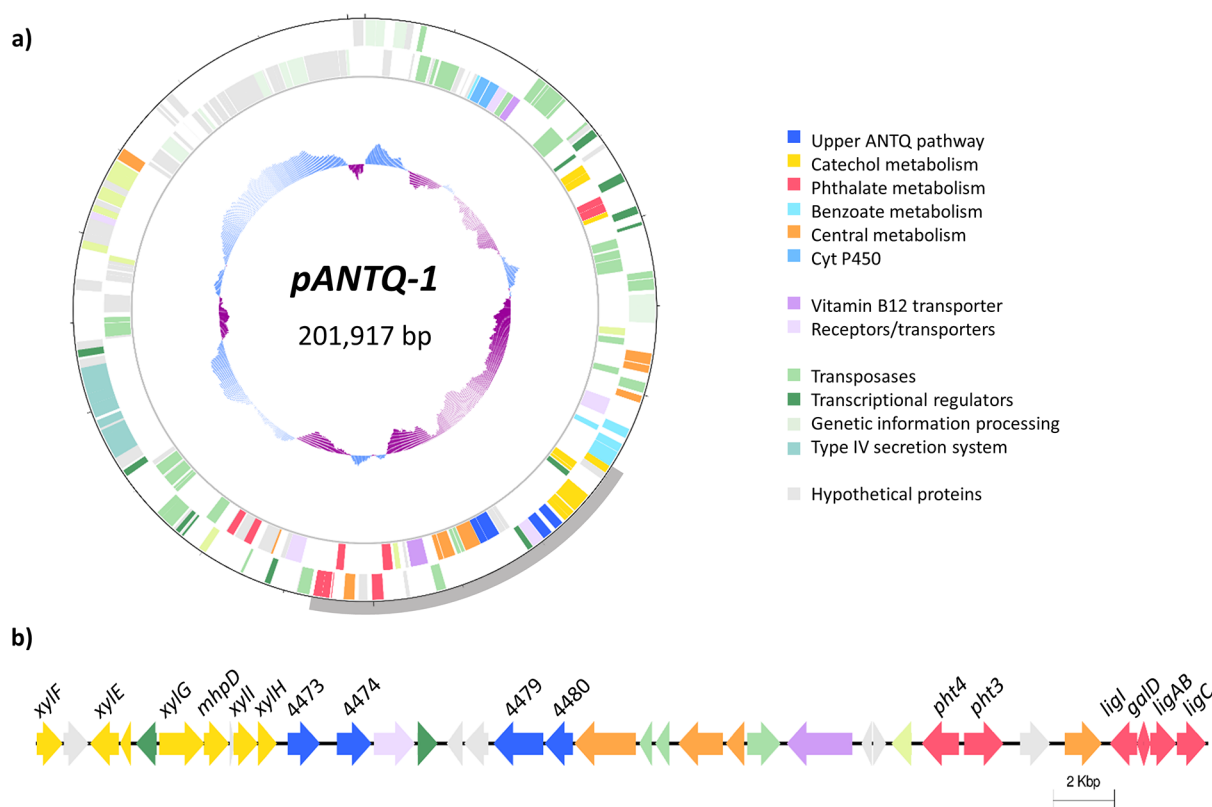 a)
pANTQ-1
201,917 bp
Upper ANTQ pathway
Catechol metabolism
Phthalate metabolism
Benzoate metabolism
Central metabolism
Cyt P450
Vitamin B12 transporter
Receptors/transporters
Transposases
Transcriptional regulators
Genetic information processing
Type IV secretion system
Hypothetical proteins
b)
xylF xylE xylG mhpD xylI xylH 4473 4474 4479 4480 pht4 pht3 ligI galD ligAB ligC
2 Kbp